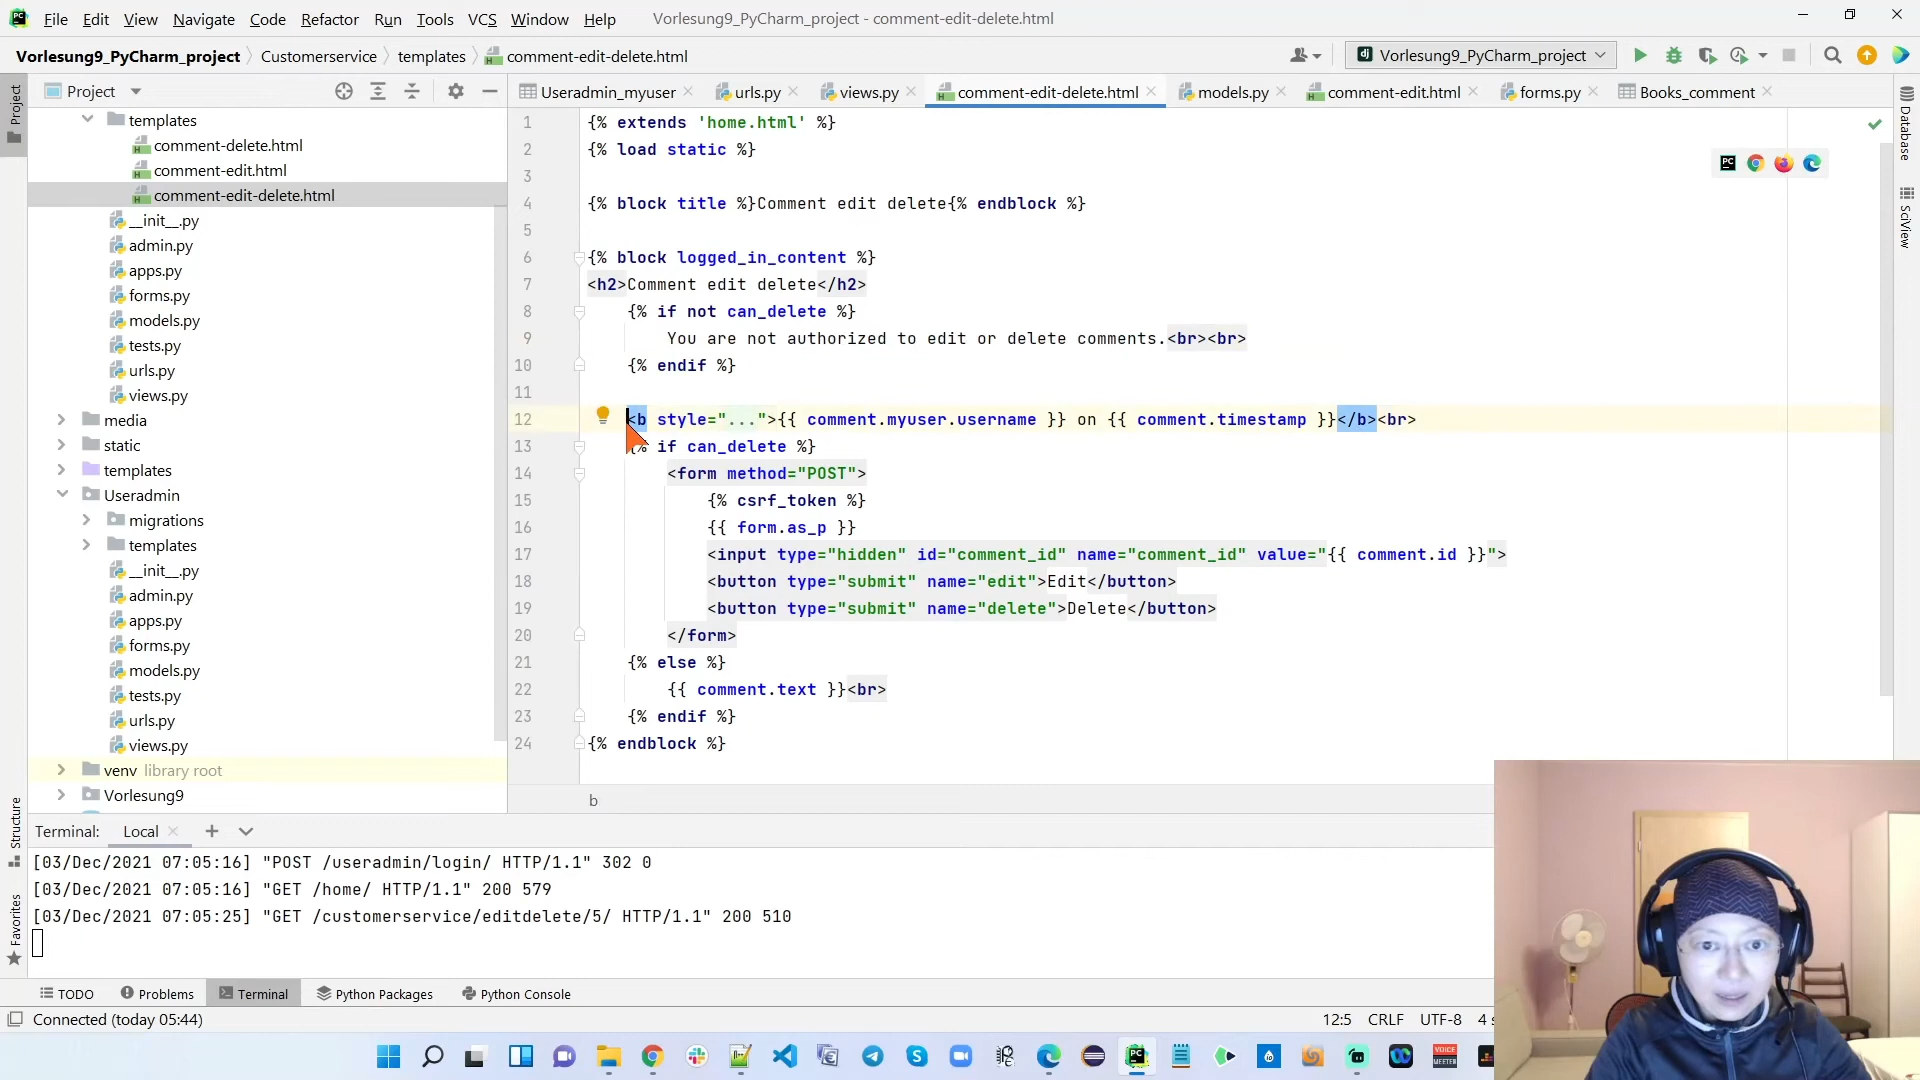 File Edit View Navigate Code Refactor Run Tools VCS Window Help Vorlesung9_PyCharm_project - comment-edit-delete.html
Vorlesung9_PyCharm_project Customerservice templates comment-edit-delete.html Vorlesung9_PyCharm_project
Project
Useradmin_myuser urls.py views.py comment-edit-delete.html models.py comment-edit.html forms.py Books_comment
Project
templates
comment-delete.html
comment-edit.html
comment-edit-delete.html
__init__.py
admin.py
apps.py
forms.py
models.py
tests.py
urls.py
views.py
media
static
templates
Useradmin
migrations
templates
__init__.py
admin.py
apps.py
forms.py
models.py
tests.py
urls.py
views.py
venv library root
Vorlesung9
1 {% extends 'home.html' %}
2 {% load static %}
3
4 {% block title %}Comment edit delete{% endblock %}
5
6 {% block logged_in_content %}
7 <h2>Comment edit delete</h2>
8 {% if not can_delete %}
9 You are not authorized to edit or delete comments.<br><br>
10 {% endif %}
11
12 <b style="...">{{ comment.myuser.username }} on {{ comment.timestamp }}</b><br>
13 {% if can_delete %}
14 <form method="POST">
15 {% csrf_token %}
16 {{ form.as_p }}
17 <input type="hidden" id="comment_id" name="comment_id" value="{{ comment.id }}">
18 <button type="submit" name="edit">Edit</button>
19 <button type="submit" name="delete">Delete</button>
20 </form>
21 {% else %}
22 {{ comment.text }}<br>
23 {% endif %}
24 {% endblock %}
b
Database
SciView
Structure
Favorites
Terminal: Local
[03/Dec/2021 07:05:16] "POST /useradmin/login/ HTTP/1.1" 302 0
[03/Dec/2021 07:05:16] "GET /home/ HTTP/1.1" 200 579
[03/Dec/2021 07:05:25] "GET /customerservice/editdelete/5/ HTTP/1.1" 200 510
TODO Problems Terminal Python Packages Python Console
Connected (today 05:44) 12:5 CRLF UTF-8 4 s